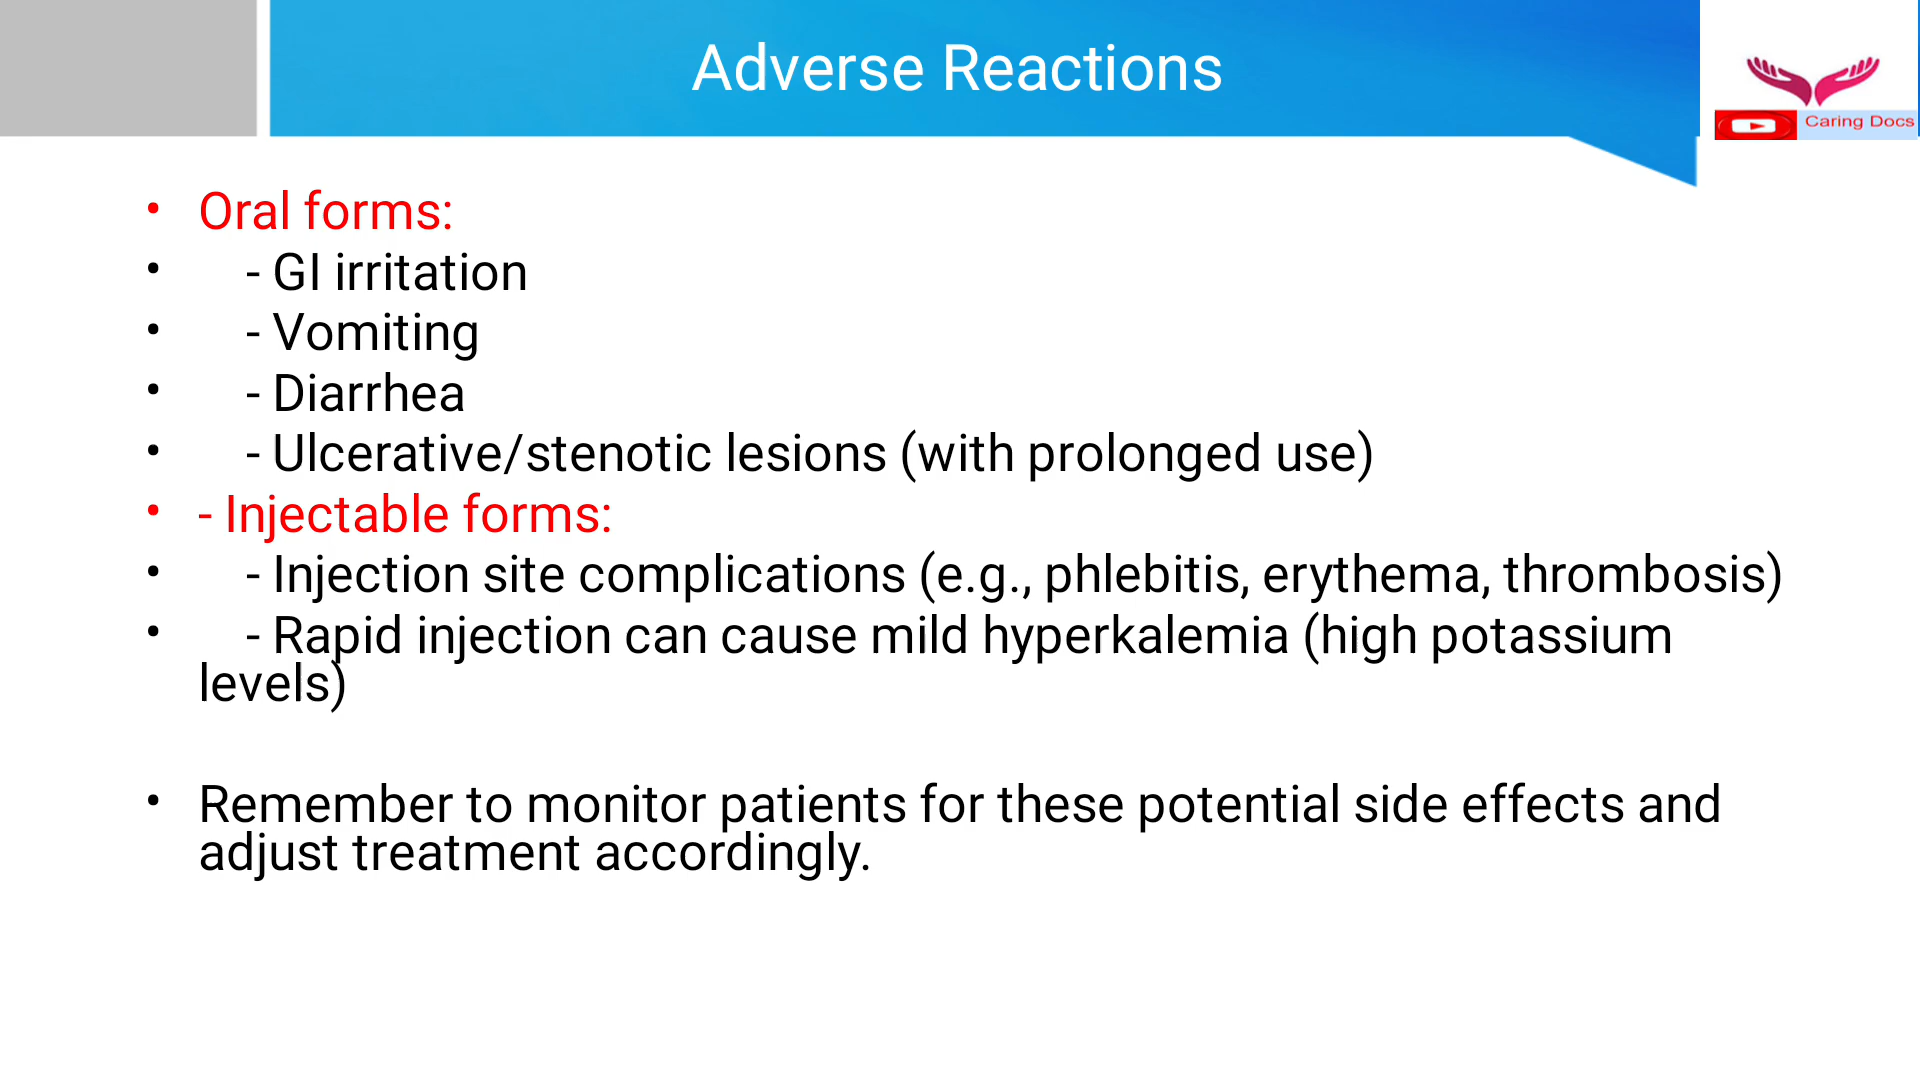 Adverse Reactions
Caring Docs
• Oral forms:
• - GI irritation
• - Vomiting
• - Diarrhea
• - Ulcerative/stenotic lesions (with prolonged use)
• - Injectable forms:
• - Injection site complications (e.g., phlebitis, erythema, thrombosis)
• - Rapid injection can cause mild hyperkalemia (high potassium
levels)
• Remember to monitor patients for these potential side effects and
adjust treatment accordingly.